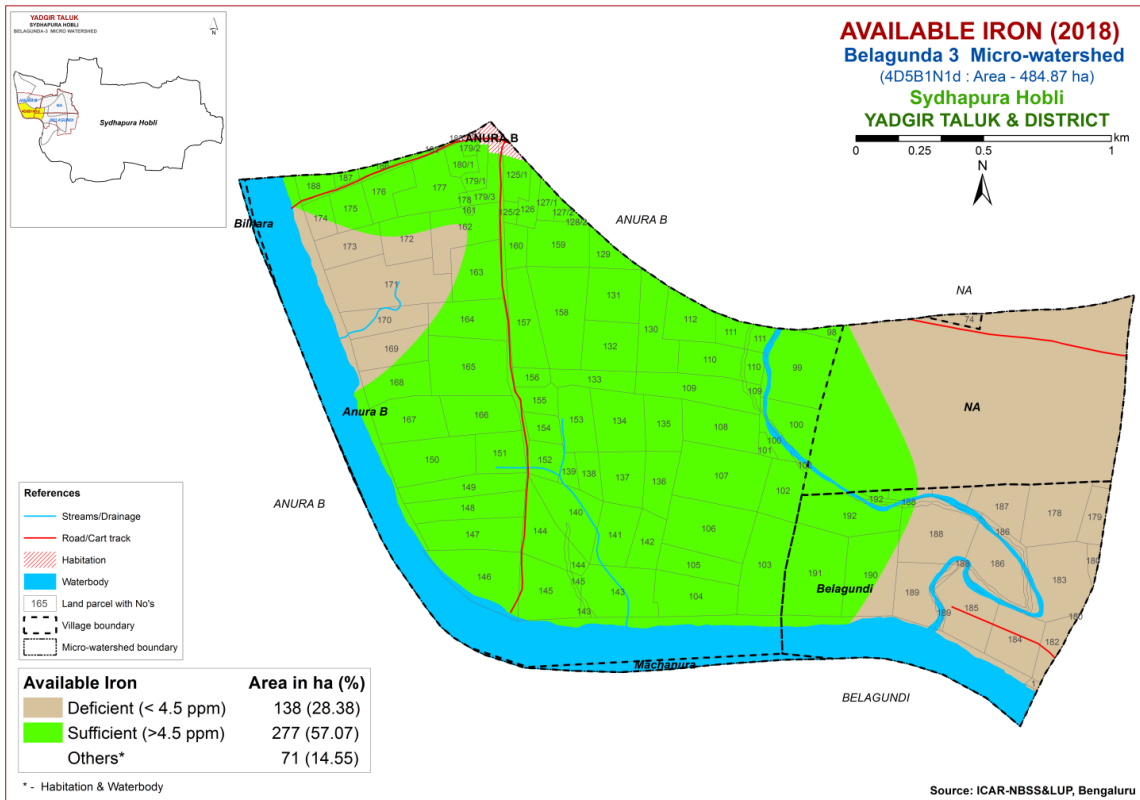 YADGIR TALUK
SYDHAPURA HOBLI
BELAGUNDA-3 MICRO WATERSHED
N
ANURA B
4D5B1N1d
NA
BELAGUNDI
Sydhapura Hobli
AVAILABLE IRON (2018)
Belagunda 3 Micro-watershed
(4D5B1N1d : Area - 484.87 ha)
Sydhapura Hobli
YADGIR TALUK & DISTRICT
km
0 0.25 0.5 1
N
ANURA B
179/2
180/1
188 187 186
176 177 179/1 125/1
178 179/3
161 125/2 126 127/1
127/2
128/2
174 175
Bilhara
ANURA B
173 172 162
160 159 129
163
171
131
NA
170 164 157 158 130 112 111 111 98 74
169 132
165 110 110 99
168 156 133 109 109
NA
Anura B 167 166 155 154 153 134 135 108 100 100
101
150 151 152 139 138 137 136 107 102
149
148
ANURA B
140 192 188 187 178 179
147 144 141 142 106 192 188 186
144 105 103 186 183 180
146 145 145 143 104 191 190 188
143 Belagundi 189 189 185 184 182 180
1
Machanura
BELAGUNDI
References
Streams/Drainage
Road/Cart track
Habitation
Waterbody
165 Land parcel with No's
Village boundary
Micro-watershed boundary
Available Iron Area in ha (%)
Deficient (< 4.5 ppm) 138 (28.38)
Sufficient (>4.5 ppm) 277 (57.07)
Others* 71 (14.55)
* - Habitation & Waterbody
Source: ICAR-NBSS&LUP, Bengaluru